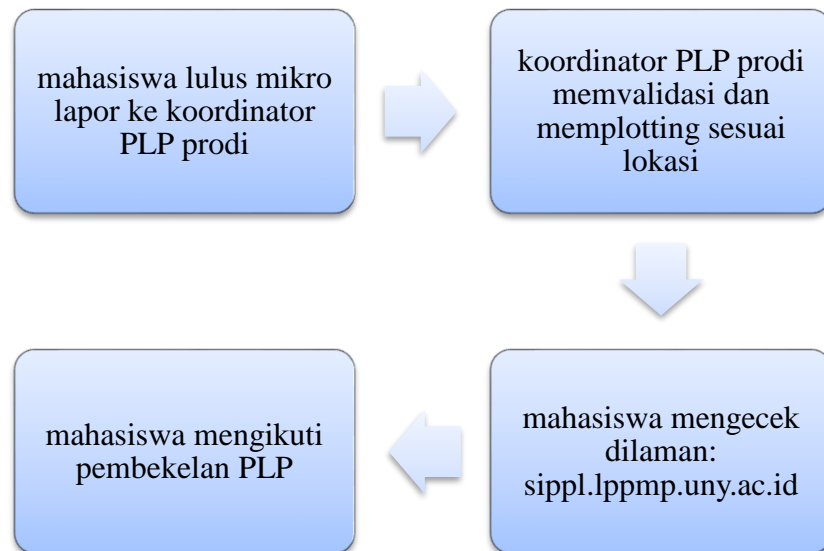 mahasiswa lulus mikro
lapor ke koordinator
PLP prodi
koordinator PLP prodi
memvalidasi dan
memplotting sesuai
lokasi
mahasiswa mengecek
dilaman:
sippl.lppmp.uny.ac.id
mahasiswa mengikuti
pembekelan PLP